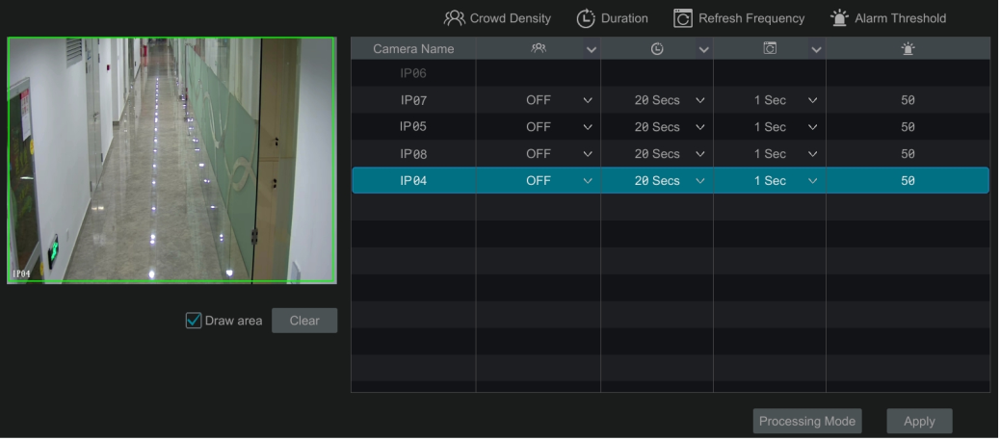 Crowd Density Duration Refresh Frequency Alarm Threshold
Camera Name
IP06
IP07 OFF 20 Secs 1 Sec 50
IP05 OFF 20 Secs 1 Sec 50
IP08 OFF 20 Secs 1 Sec 50
IP04 OFF 20 Secs 1 Sec 50
IP04
Draw area Clear
Processing Mode Apply